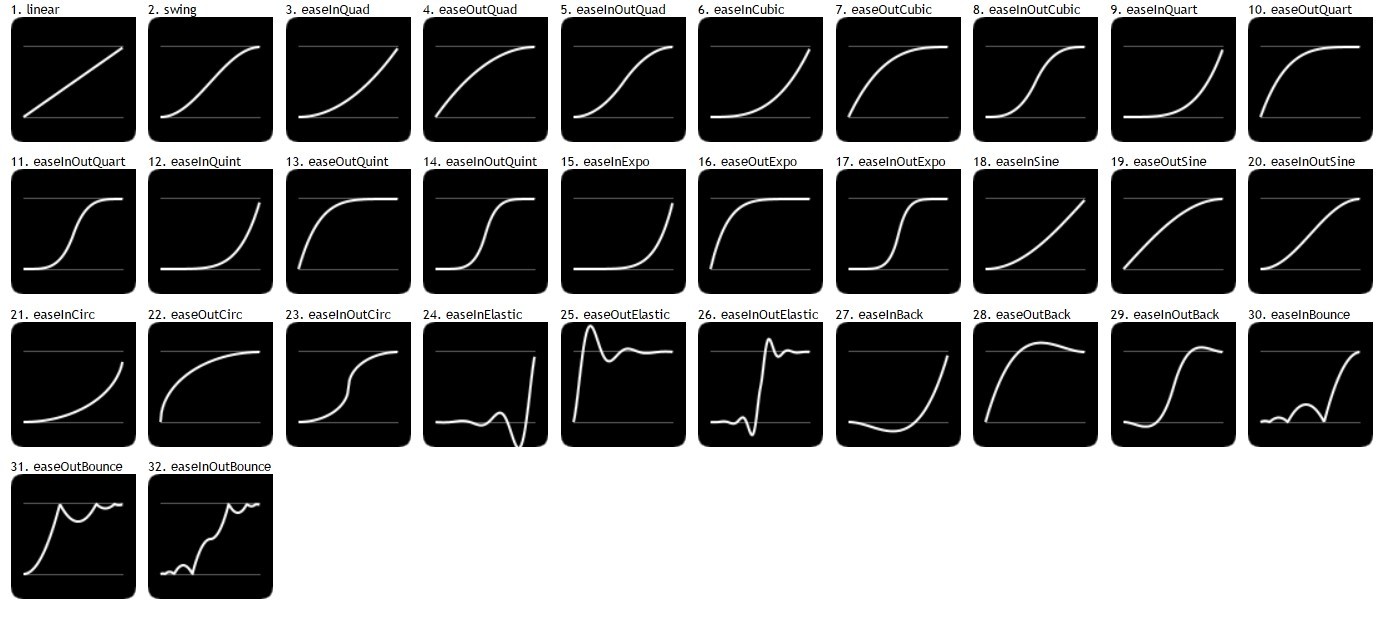 1. linear
2. swing
3. easeInQuad
4. easeOutQuad
5. easeInOutQuad
6. easeInCubic
7. easeOutCubic
8. easeInOutCubic
9. easeInQuart
10. easeOutQuart
11. easeInOutQuart
12. easeInQuint
13. easeOutQuint
14. easeInOutQuint
15. easeInExpo
16. easeOutExpo
17. easeInOutExpo
18. easeInSine
19. easeOutSine
20. easeInOutSine
21. easeInCirc
22. easeOutCirc
23. easeInOutCirc
24. easeInElastic
25. easeOutElastic
26. easeInOutElastic
27. easeInBack
28. easeOutBack
29. easeInOutBack
30. easeInBounce
31. easeOutBounce
32. easeInOutBounce